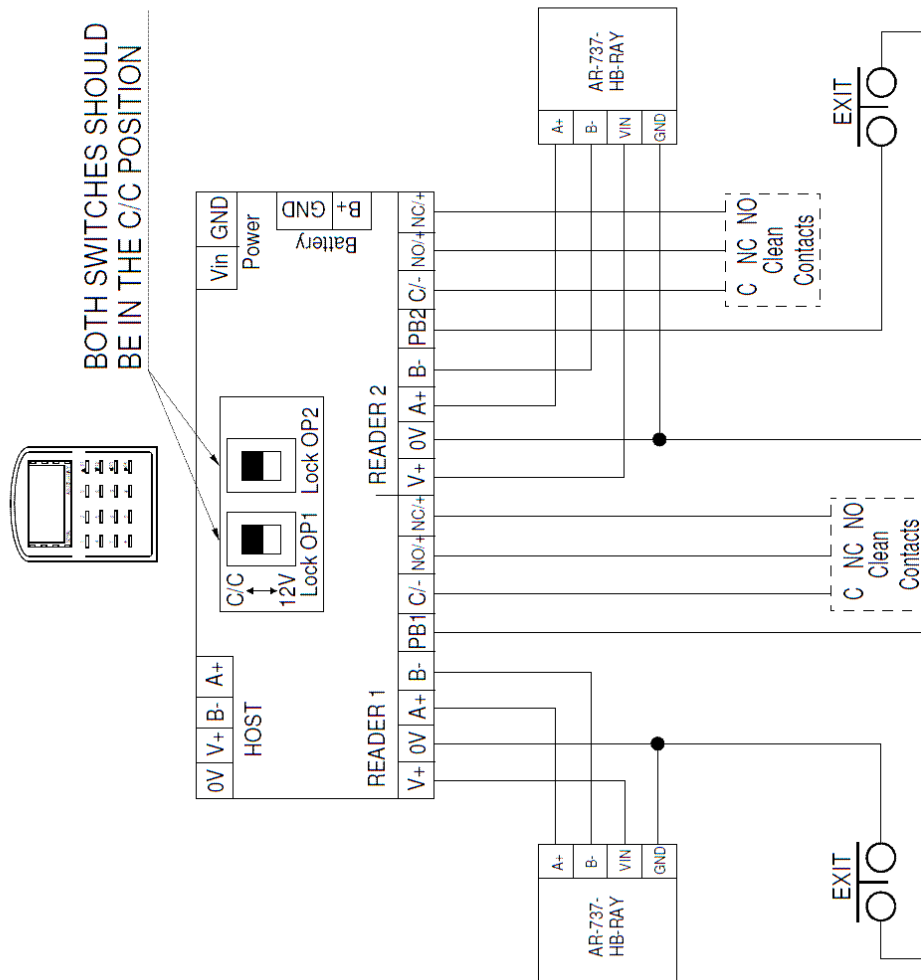 BOTH SWITCHES SHOULD
BE IN THE C/C POSITION
Vin GND
Power
B+ GND
Battery
C/C
12V
Lock OP1 Lock OP2
0V V+ B- A+
HOST
READER 1
READER 2
V+ 0V A+ B- PB1 C/- NO/+ NC/+ V+ 0V A+ B- PB2 C/- NO/+ NC/+
A+
B-
VIN
GND
AR-737-
HB-RAY
A+
B-
VIN
GND
AR-737-
HB-RAY
C NC NO
Clean
Contacts
C NC NO
Clean
Contacts
EXIT
EXIT